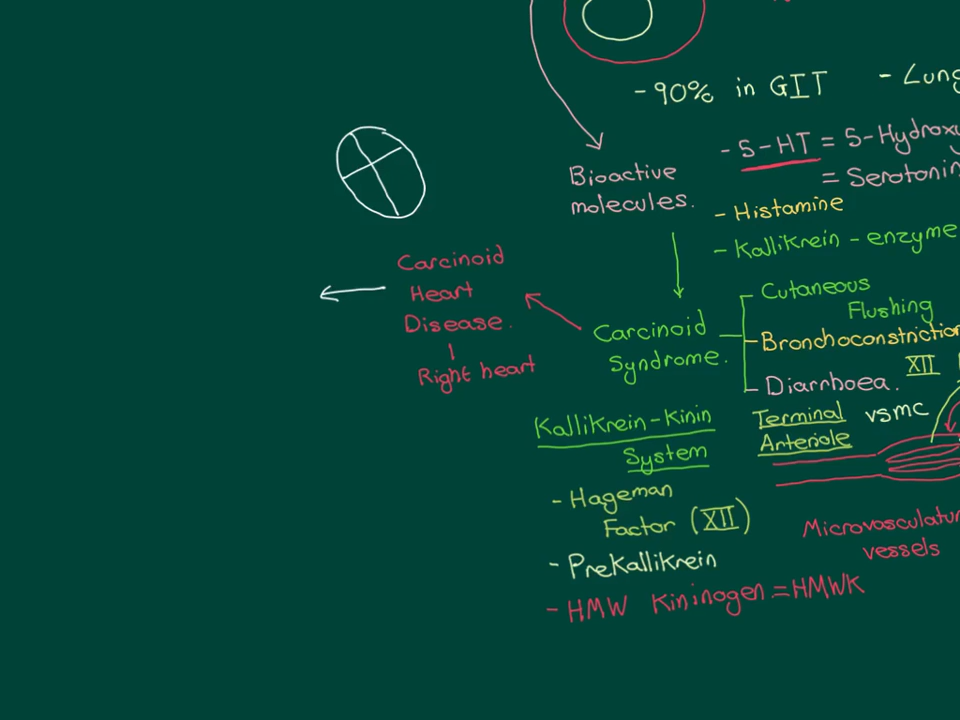 - 90% in GIT - Lung
Bioactive
molecules.
- 5-HT = 5-Hydroxy
= Serotonin
- Histamine
- Kallikrein - enzyme
Carcinoid
Heart
Disease.
Right heart
Carcinoid
Syndrome.
Cutaneous
Flushing
Bronchoconstriction
Diarrhoea.
XII
Kallikrein-Kinin
System
- Hageman
Factor (XII)
- Prekallikrein
- HMW Kininogen = HMWK
Terminal
Arteriole
vsmc
Microvasculatur
vessels